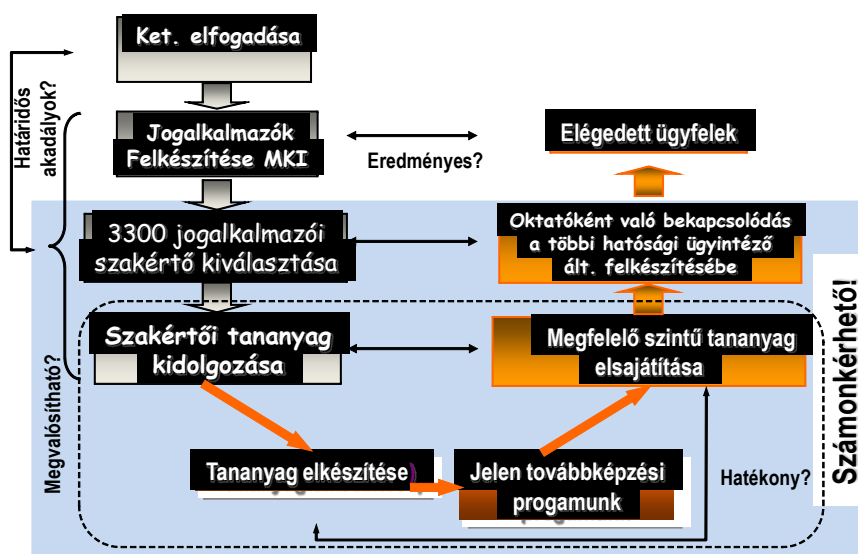 Ket. elfogadása
Határidős
akadályok?
Jogalkalmazók
Felkészítése MKI
Eredményes?
Elégedett ügyfelek
3300 jogalkalmazói
szakértő kiválasztása
Oktatóként való bekapcsolódás
a többi hatósági ügyintéző
ált. felkészítésébe
Szakértői tananyag
kidolgozása
Megfelelő szintű tananyag
elsajátítása
Megvalósítható?
Számonkérhető!
Tananyag elkészítése)
Jelen továbbképzési
progamunk
Hatékony?